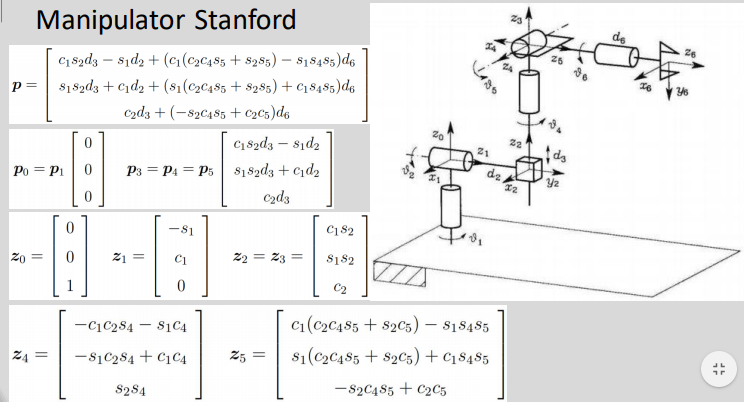 Manipulator Stanford
p = [ c₁s₂d₃ − s₁d₂ + (c₁(c₂c₄s₅ + s₂s₅) − s₁s₄s₅)d₆
s₁s₂d₃ + c₁d₂ + (s₁(c₂c₄s₅ + s₂s₅) + c₁s₄s₅)d₆
c₂d₃ + (−s₂c₄s₅ + c₂c₅)d₆ ]
p₀ = p₁ [ 0 0 0 ] p₃ = p₄ = p₅ [ c₁s₂d₃ − s₁d₂
s₁s₂d₃ + c₁d₂
c₂d₃ ]
z₀ = [ 0 0 1 ] z₁ = [ −s₁ c₁ 0 ] z₂ = z₃ = [ c₁s₂ s₁s₂ c₂ ]
z₄ = [ −c₁c₂s₄ − s₁c₄
−s₁c₂s₄ + c₁c₄
s₂s₄ ]
z₅ = [ c₁(c₂c₄s₅ + s₂c₅) − s₁s₄s₅
s₁(c₂c₄s₅ + s₂c₅) + c₁s₄s₅
−s₂c₄s₅ + c₂c₅ ]
z₃
d₆
x₄
z₄
z₅
z₆
ϑ₅
ϑ₆
x₆
y₆
ϑ₄
z₀
z₁
z₂
d₃
ϑ₂
x₁
d₂
x₂
y₂
ϑ₁